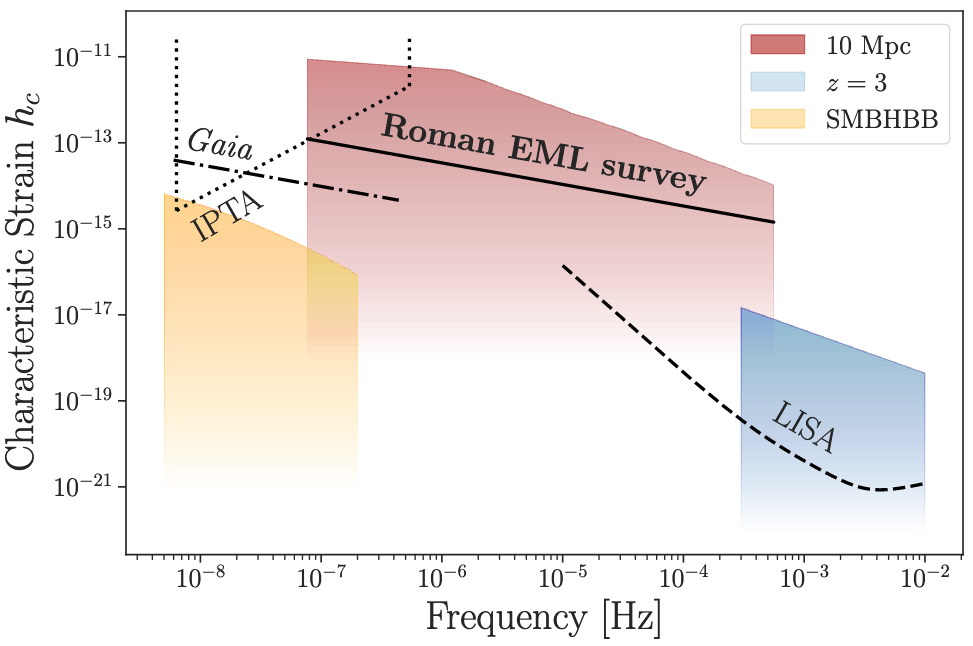 10⁻¹¹
10⁻¹³
10⁻¹⁵
10⁻¹⁷
10⁻¹⁹
10⁻²¹
Characteristic Strain h_c
10 Mpc
z = 3
SMBHBB
Gaia
Roman EML survey
IPTA
LISA
10⁻⁸ 10⁻⁷ 10⁻⁶ 10⁻⁵ 10⁻⁴ 10⁻³ 10⁻²
Frequency [Hz]